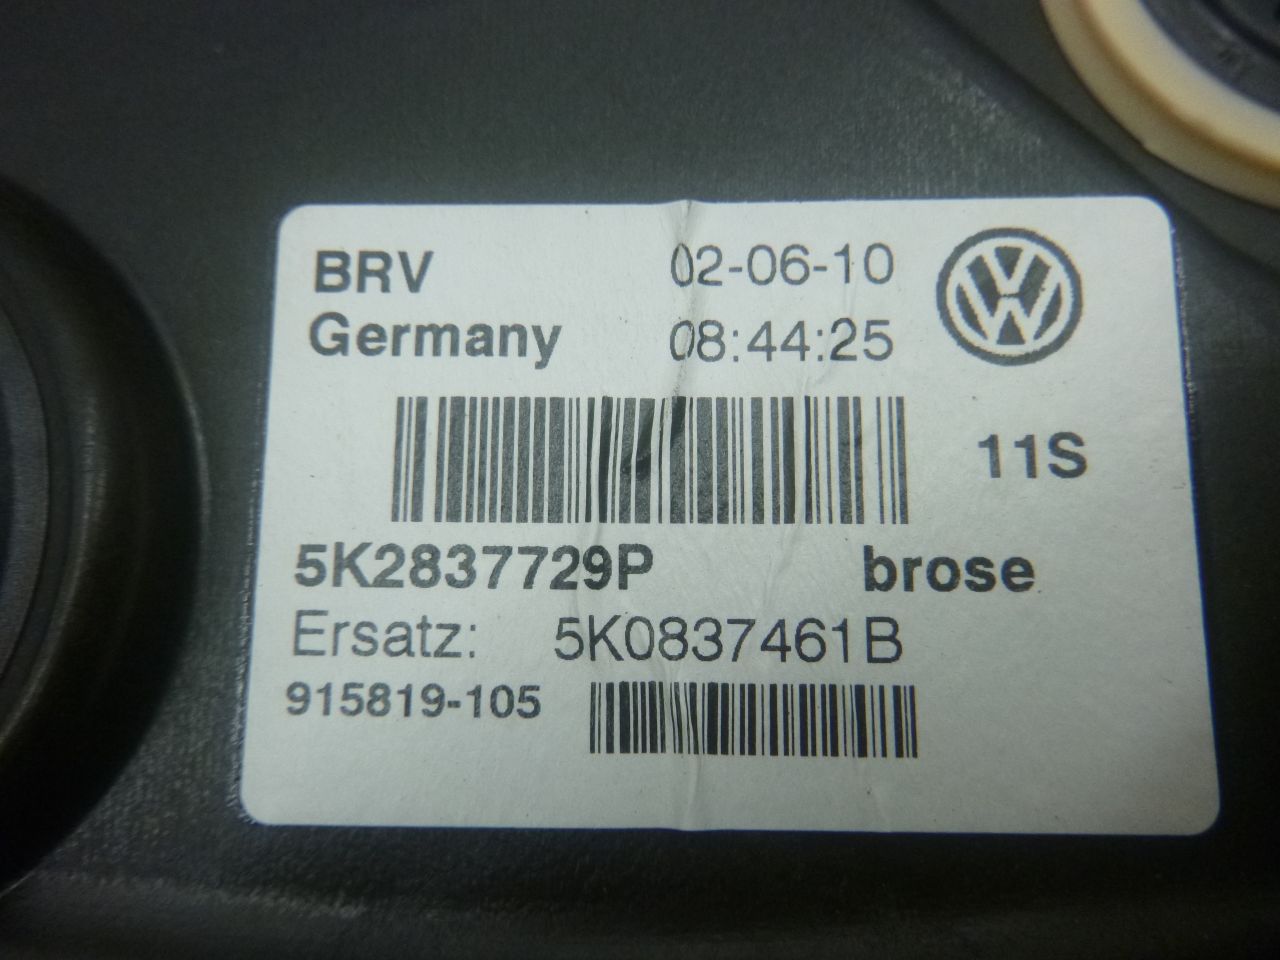 BRV 02-06-10
Germany 08:44:25
11S
5K2837729P brose
Ersatz: 5K0837461B
915819-105